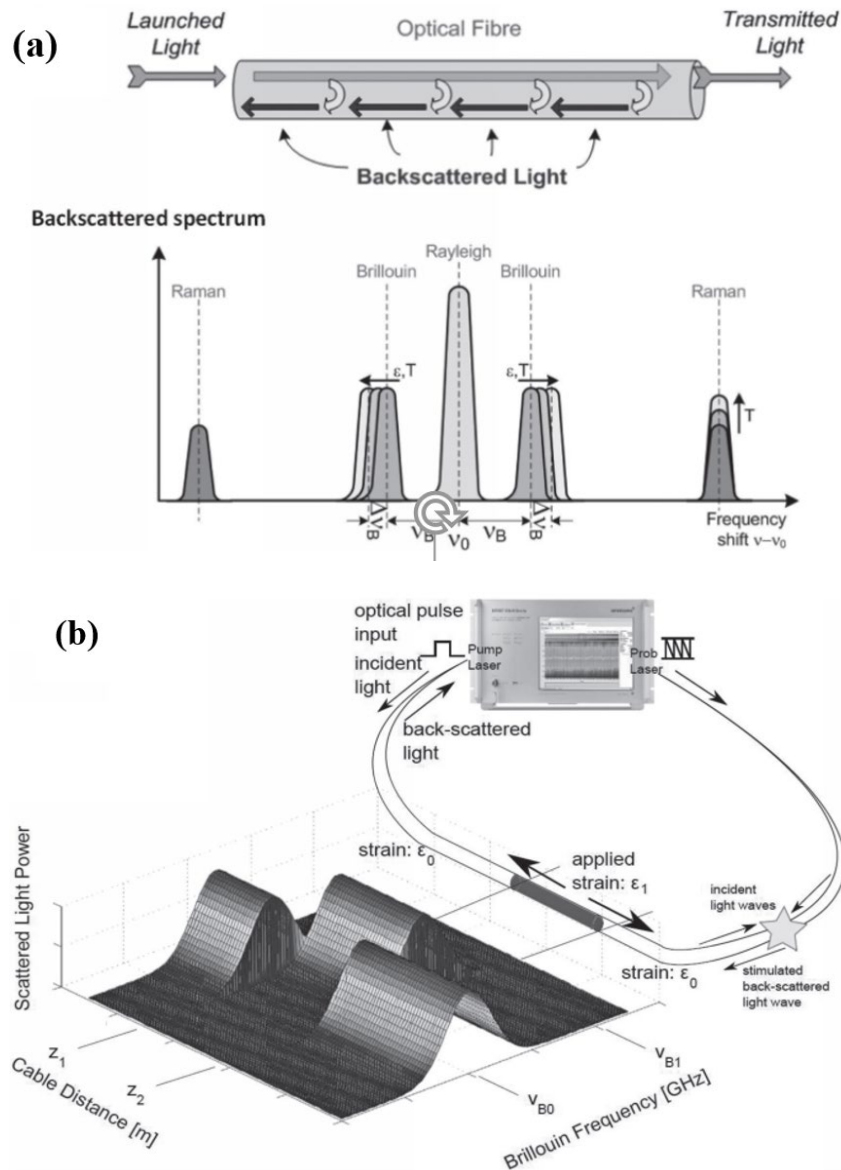 (a)
Launched
Light
Optical Fibre
Transmitted
Light
Backscattered Light
Backscattered spectrum
Raman
Brillouin
Rayleigh
Brillouin
Raman
ε,T
ε,T
T
ΔνB
νB
ν0
νB
ΔνB
Frequency
shift ν–ν0
(b)
optical pulse
input
incident
light
Pump
Laser
Prob
Laser
back-scattered
light
strain: ε0
applied
strain: ε1
incident
light waves
strain: ε0
stimulated
back-scattered
light wave
Scattered Light Power
z1
z2
Cable Distance [m]
vB0
vB1
Brillouin Frequency [GHz]